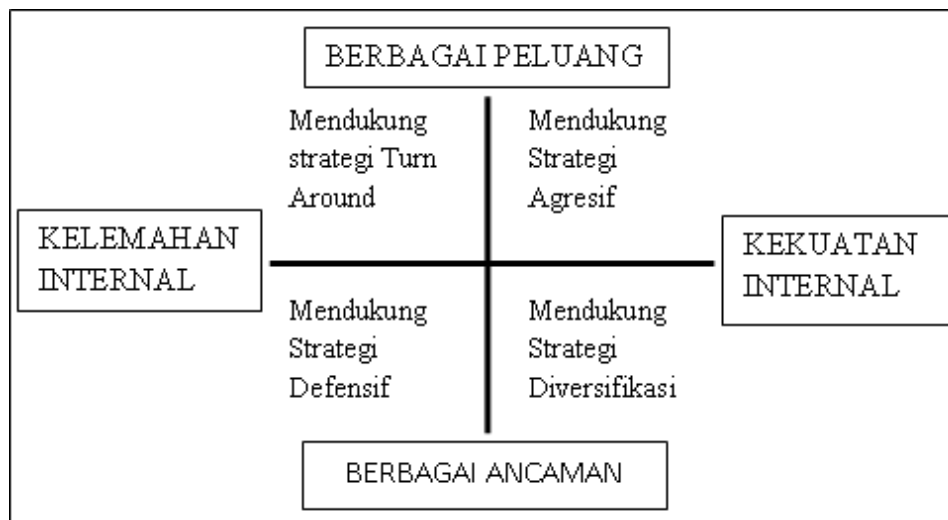 BERBAGAI PELUANG
Mendukung
strategi Turn
Around
Mendukung
Strategi
Agresif
KELEMAHAN
INTERNAL
KEKUATAN
INTERNAL
Mendukung
Strategi
Defensif
Mendukung
Strategi
Diversifikasi
BERBAGAI ANCAMAN